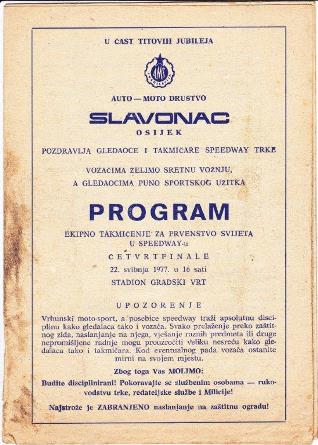 U ČAST TITOVIH JUBILEJA
AMS
AUTO — MOTO DRUŠTVO
SLAVONAC
OSIJEK
POZDRAVLJA GLEDAOCE I TAKMIČARE SPEEDWAY TRKE
VOZAČIMA ŽELIMO SRETNU VOŽNJU,
A GLEDAOCIMA PUNO SPORTSKOG UŽITKA
PROGRAM
EKIPNO TAKMIČENJE ZA PRVENSTVO SVIJETA
U SPEEDWAY-u
ČETVRTFINALE
22. svibnja 1977. u 16 sati
STADION GRADSKI VRT
UPOZORENJE
Vrhunski moto-sport, a posebice speedway traži apsolutnu disci-
plinu kako gledalaca tako i vozača. Svako prelaženje preko zaštit-
nog zida, naslanjanje na njega, vješanje raznih predmeta ili druge
nepromišljene radnje mogu prouzročiti veliku nesreću kako gle-
dalaca tako i takmičara. Kod eventualnog pada vozača ostanite
mirni na svojem mjestu.
Zbog toga Vas MOLIMO:
Budite disciplinirani! Pokoravajte se službenim osobama — ruko-
vodstvu trke, redateljske službe i Milicije!
Najstrože je ZABRANJENO naslanjanje na zaštitnu ogradu!